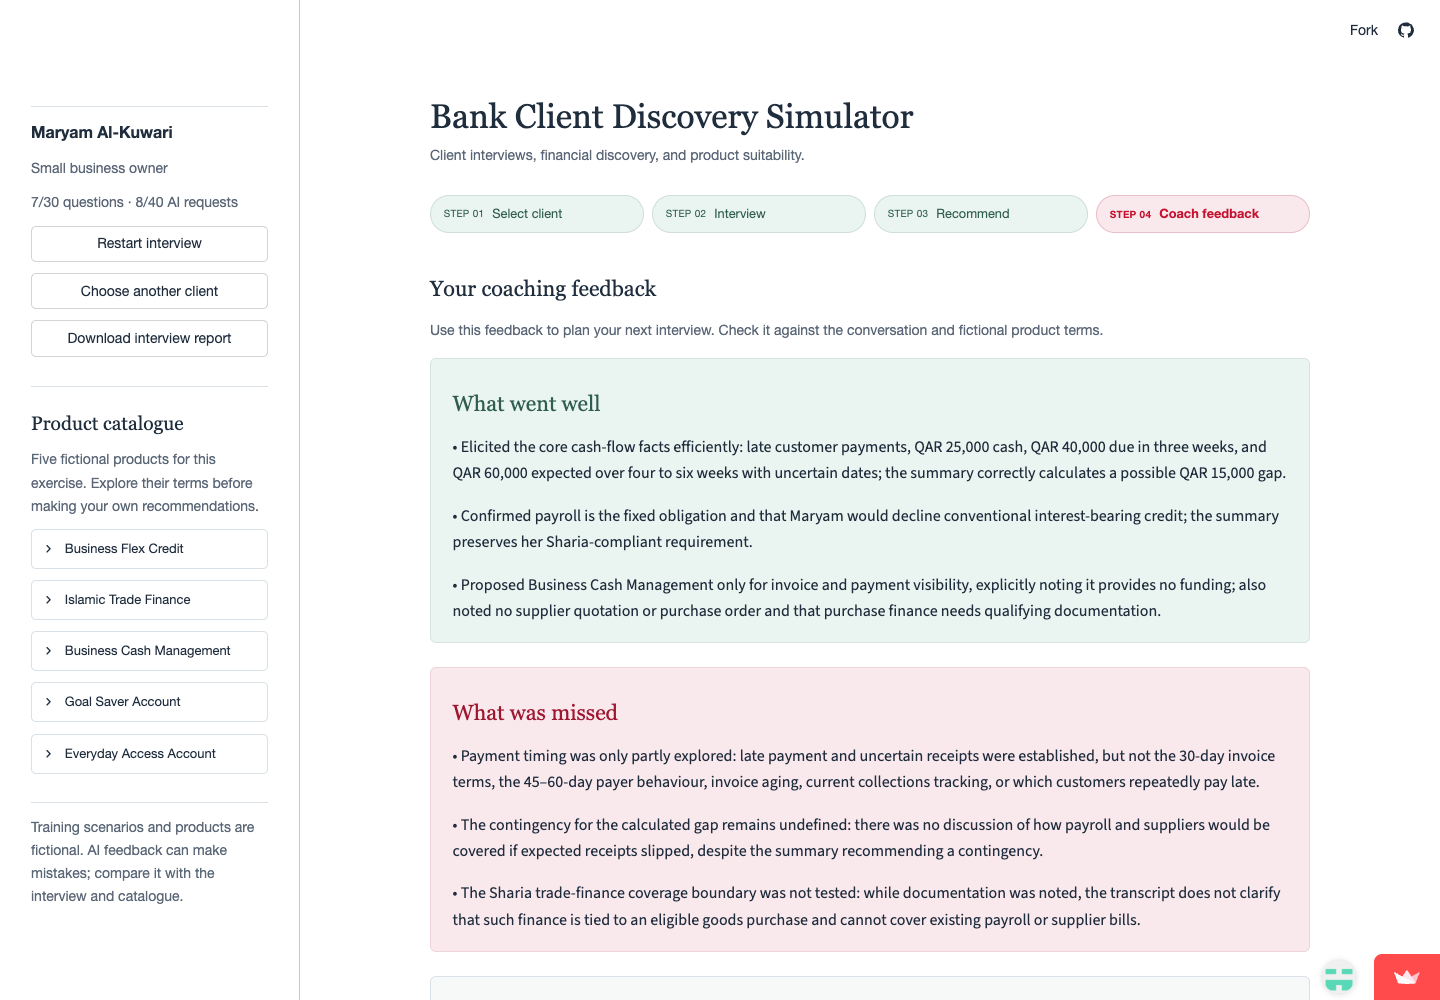 Fork
Maryam Al-Kuwari
Small business owner
7/30 questions · 8/40 AI requests
Restart interview
Choose another client
Download interview report
Product catalogue
Five fictional products for this
exercise. Explore their terms before
making your own recommendations.
Business Flex Credit
Islamic Trade Finance
Business Cash Management
Goal Saver Account
Everyday Access Account
Training scenarios and products are
fictional. AI feedback can make
mistakes; compare it with the
interview and catalogue.
Bank Client Discovery Simulator
Client interviews, financial discovery, and product suitability.
STEP 01 Select client
STEP 02 Interview
STEP 03 Recommend
STEP 04 Coach feedback
Your coaching feedback
Use this feedback to plan your next interview. Check it against the conversation and fictional product terms.
What went well
• Elicited the core cash-flow facts efficiently: late customer payments, QAR 25,000 cash, QAR 40,000 due in three weeks, and
QAR 60,000 expected over four to six weeks with uncertain dates; the summary correctly calculates a possible QAR 15,000 gap.
• Confirmed payroll is the fixed obligation and that Maryam would decline conventional interest-bearing credit; the summary
preserves her Sharia-compliant requirement.
• Proposed Business Cash Management only for invoice and payment visibility, explicitly noting it provides no funding; also
noted no supplier quotation or purchase order and that purchase finance needs qualifying documentation.
What was missed
• Payment timing was only partly explored: late payment and uncertain receipts were established, but not the 30-day invoice
terms, the 45–60-day payer behaviour, invoice aging, current collections tracking, or which customers repeatedly pay late.
• The contingency for the calculated gap remains undefined: there was no discussion of how payroll and suppliers would be
covered if expected receipts slipped, despite the summary recommending a contingency.
• The Sharia trade-finance coverage boundary was not tested: while documentation was noted, the transcript does not clarify
that such finance is tied to an eligible goods purchase and cannot cover existing payroll or supplier bills.